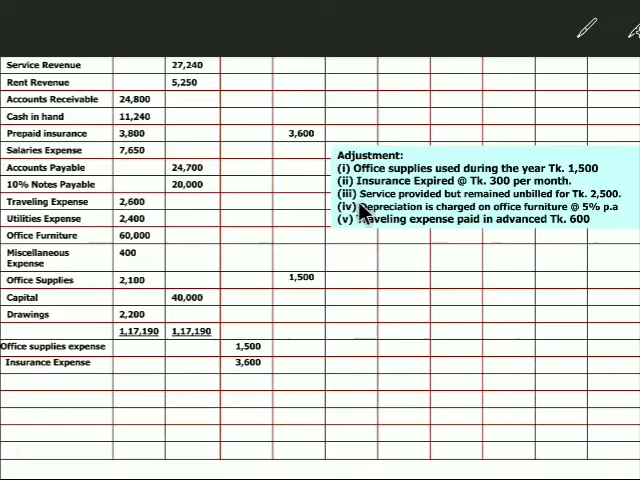 Service Revenue 27,240
Rent Revenue 5,250
Accounts Receivable 24,800
Cash in hand 11,240
Prepaid insurance 3,800 3,600
Salaries Expense 7,650
Accounts Payable 24,700
10% Notes Payable 20,000
Traveling Expense 2,600
Utilities Expense 2,400
Office Furniture 60,000
Miscellaneous
Expense 400
Office Supplies 2,100 1,500
Capital 40,000
Drawings 2,200
1,17,190 1,17,190
Office supplies expense 1,500
Insurance Expense 3,600
Adjustment:
(i) Office supplies used during the year Tk. 1,500
(ii) Insurance Expired @ Tk. 300 per month.
(iii) Service provided but remained unbilled for Tk. 2,500.
(iv) Depreciation is charged on office furniture @ 5% p.a
(v) Traveling expense paid in advanced Tk. 600